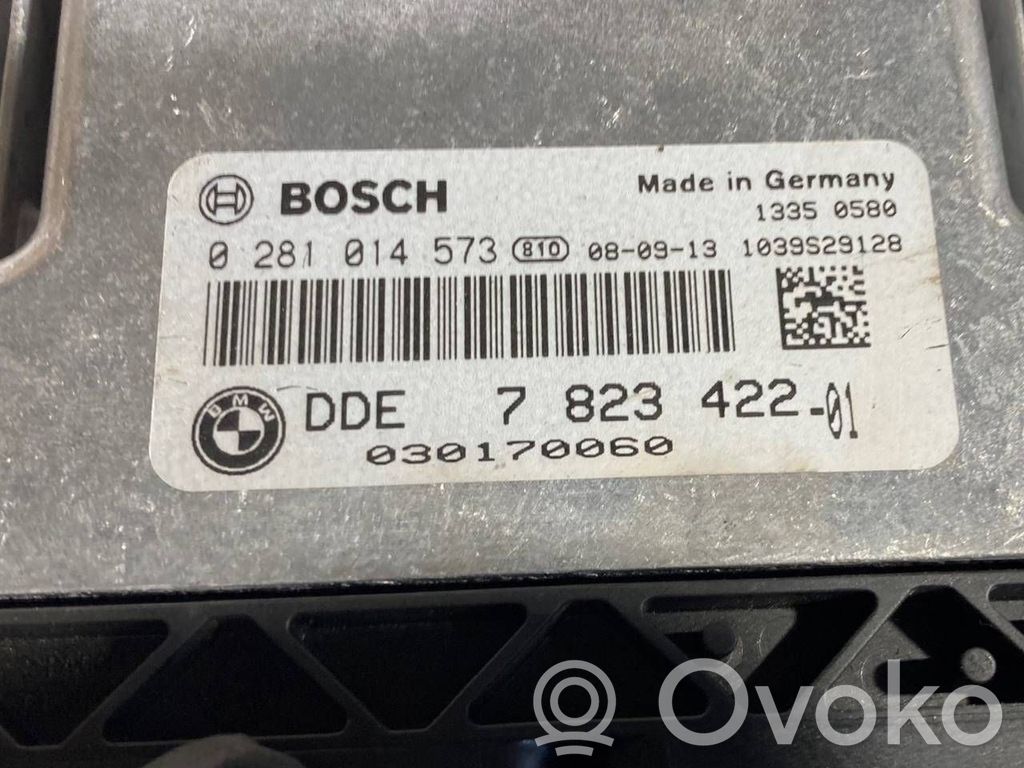 BOSCH Made in Germany
1335 0580
0 281 014 573 810 08-09-13 1039S29128
BMW DDE 7 823 422-01
030170060
Ovoko